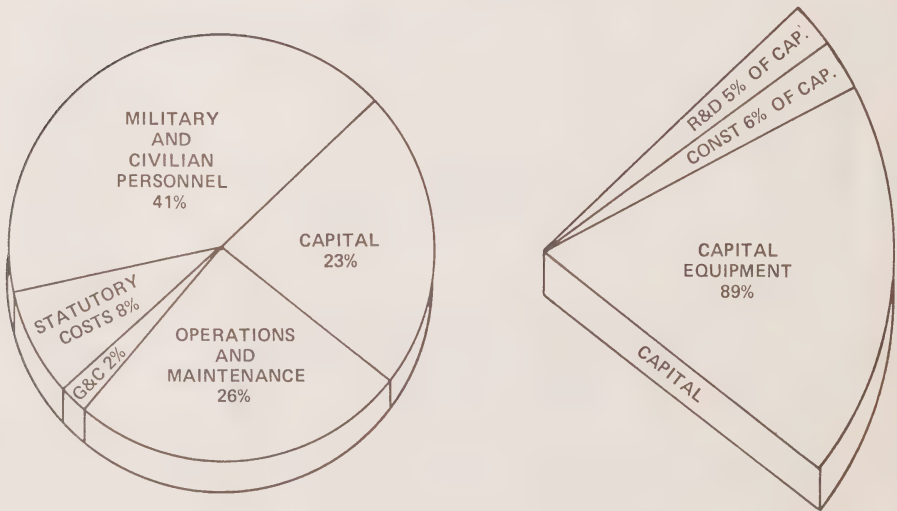 MILITARY
AND
CIVILIAN
PERSONNEL
41%
CAPITAL
23%
STATUTORY
COSTS 8%
G&C 2%
OPERATIONS
AND
MAINTENANCE
26%
R&D 5% OF CAP.
CONST 6% OF CAP.
CAPITAL
EQUIPMENT
89%
CAPITAL